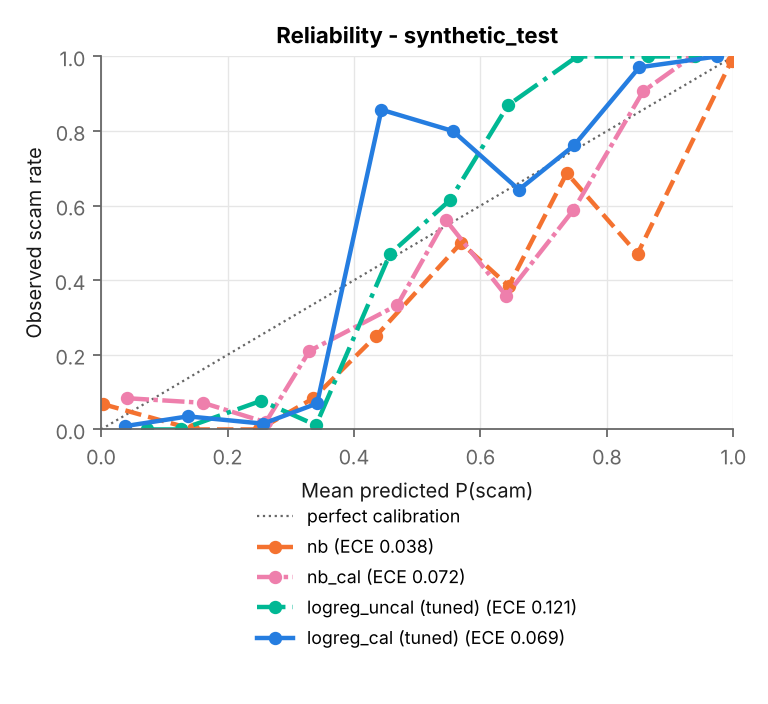 Reliability - synthetic_test
1.0
0.8
0.6
0.4
0.2
0.0
Observed scam rate
0.0 0.2 0.4 0.6 0.8 1.0
Mean predicted P(scam)
perfect calibration
nb (ECE 0.038)
nb_cal (ECE 0.072)
logreg_uncal (tuned) (ECE 0.121)
logreg_cal (tuned) (ECE 0.069)